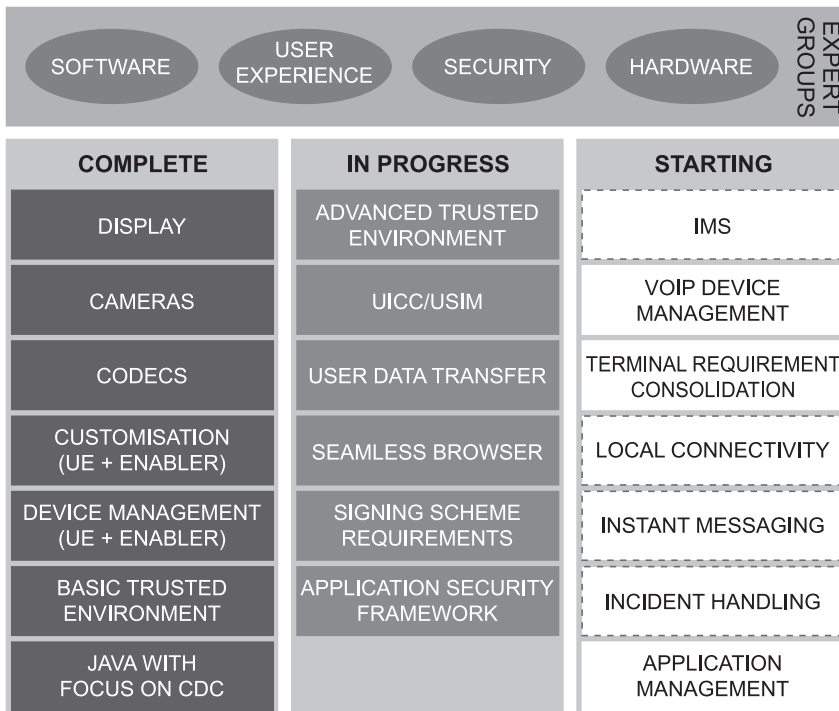 SOFTWARE
USER
EXPERIENCE
SECURITY
HARDWARE
EXPERT
GROUPS
COMPLETE
DISPLAY
CAMERAS
CODECS
CUSTOMISATION
(UE + ENABLER)
DEVICE MANAGEMENT
(UE + ENABLER)
BASIC TRUSTED
ENVIRONMENT
JAVA WITH
FOCUS ON CDC
IN PROGRESS
ADVANCED TRUSTED
ENVIRONMENT
UICC/USIM
USER DATA TRANSFER
SEAMLESS BROWSER
SIGNING SCHEME
REQUIREMENTS
APPLICATION SECURITY
FRAMEWORK
STARTING
IMS
VOIP DEVICE
MANAGEMENT
TERMINAL REQUIREMENT
CONSOLIDATION
LOCAL CONNECTIVITY
INSTANT MESSAGING
INCIDENT HANDLING
APPLICATION
MANAGEMENT